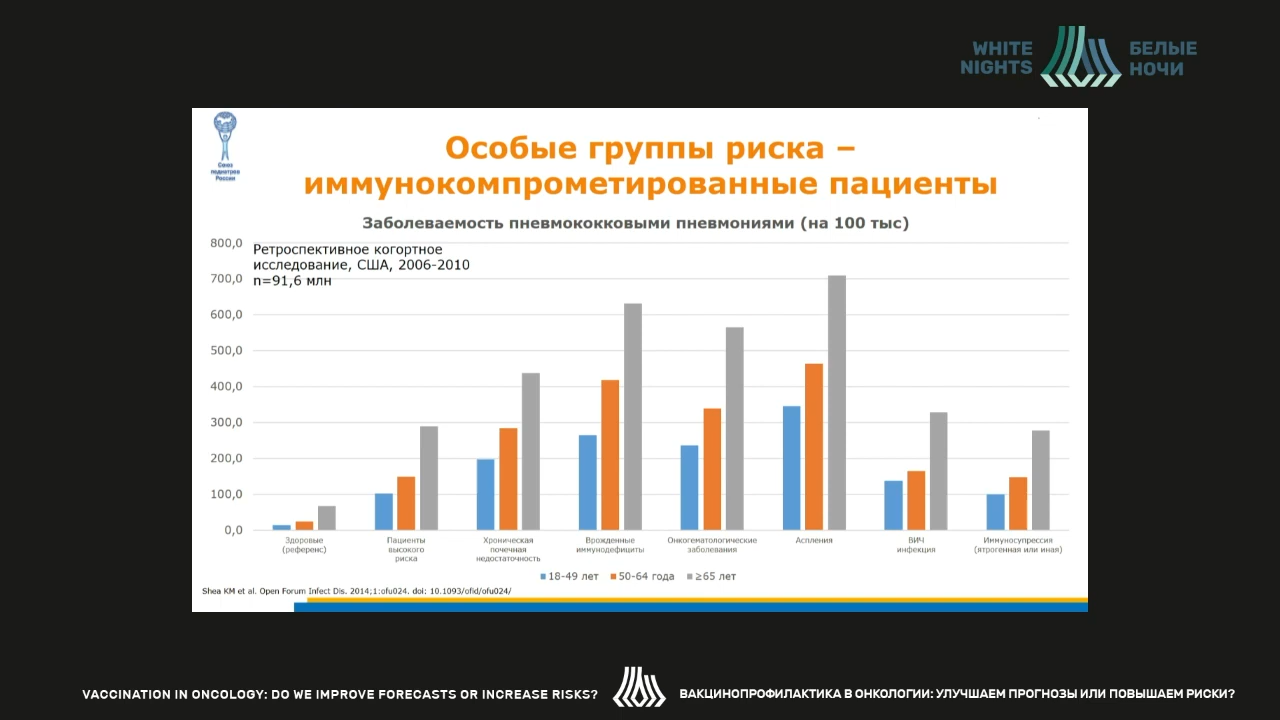 WHITE
NIGHTS
БЕЛЫЕ
НОЧИ
Союз
педиатров
России
Особые группы риска –
иммунокомпрометированные пациенты
Заболеваемость пневмококковыми пневмониями (на 100 тыс)
Ретроспективное когортное
исследование, США, 2006-2010
n=91,6 млн
800,0
700,0
600,0
500,0
400,0
300,0
200,0
100,0
0,0
Здоровые
(референс)
Пациенты
высокого
риска
Хроническая
почечная
недостаточность
Врожденные
иммунодефициты
Онкогематологические
заболевания
Аспления
ВИЧ
инфекция
Иммуносупрессия
(ятрогенная или иная)
18-49 лет
50-64 года
≥65 лет
Shea KM et al. Open Forum Infect Dis. 2014;1:ofu024. doi: 10.1093/ofid/ofu024/
VACCINATION IN ONCOLOGY: DO WE IMPROVE FORECASTS OR INCREASE RISKS?
ВАКЦИНОПРОФИЛАКТИКА В ОНКОЛОГИИ: УЛУЧШАЕМ ПРОГНОЗЫ ИЛИ ПОВЫШАЕМ РИСКИ?